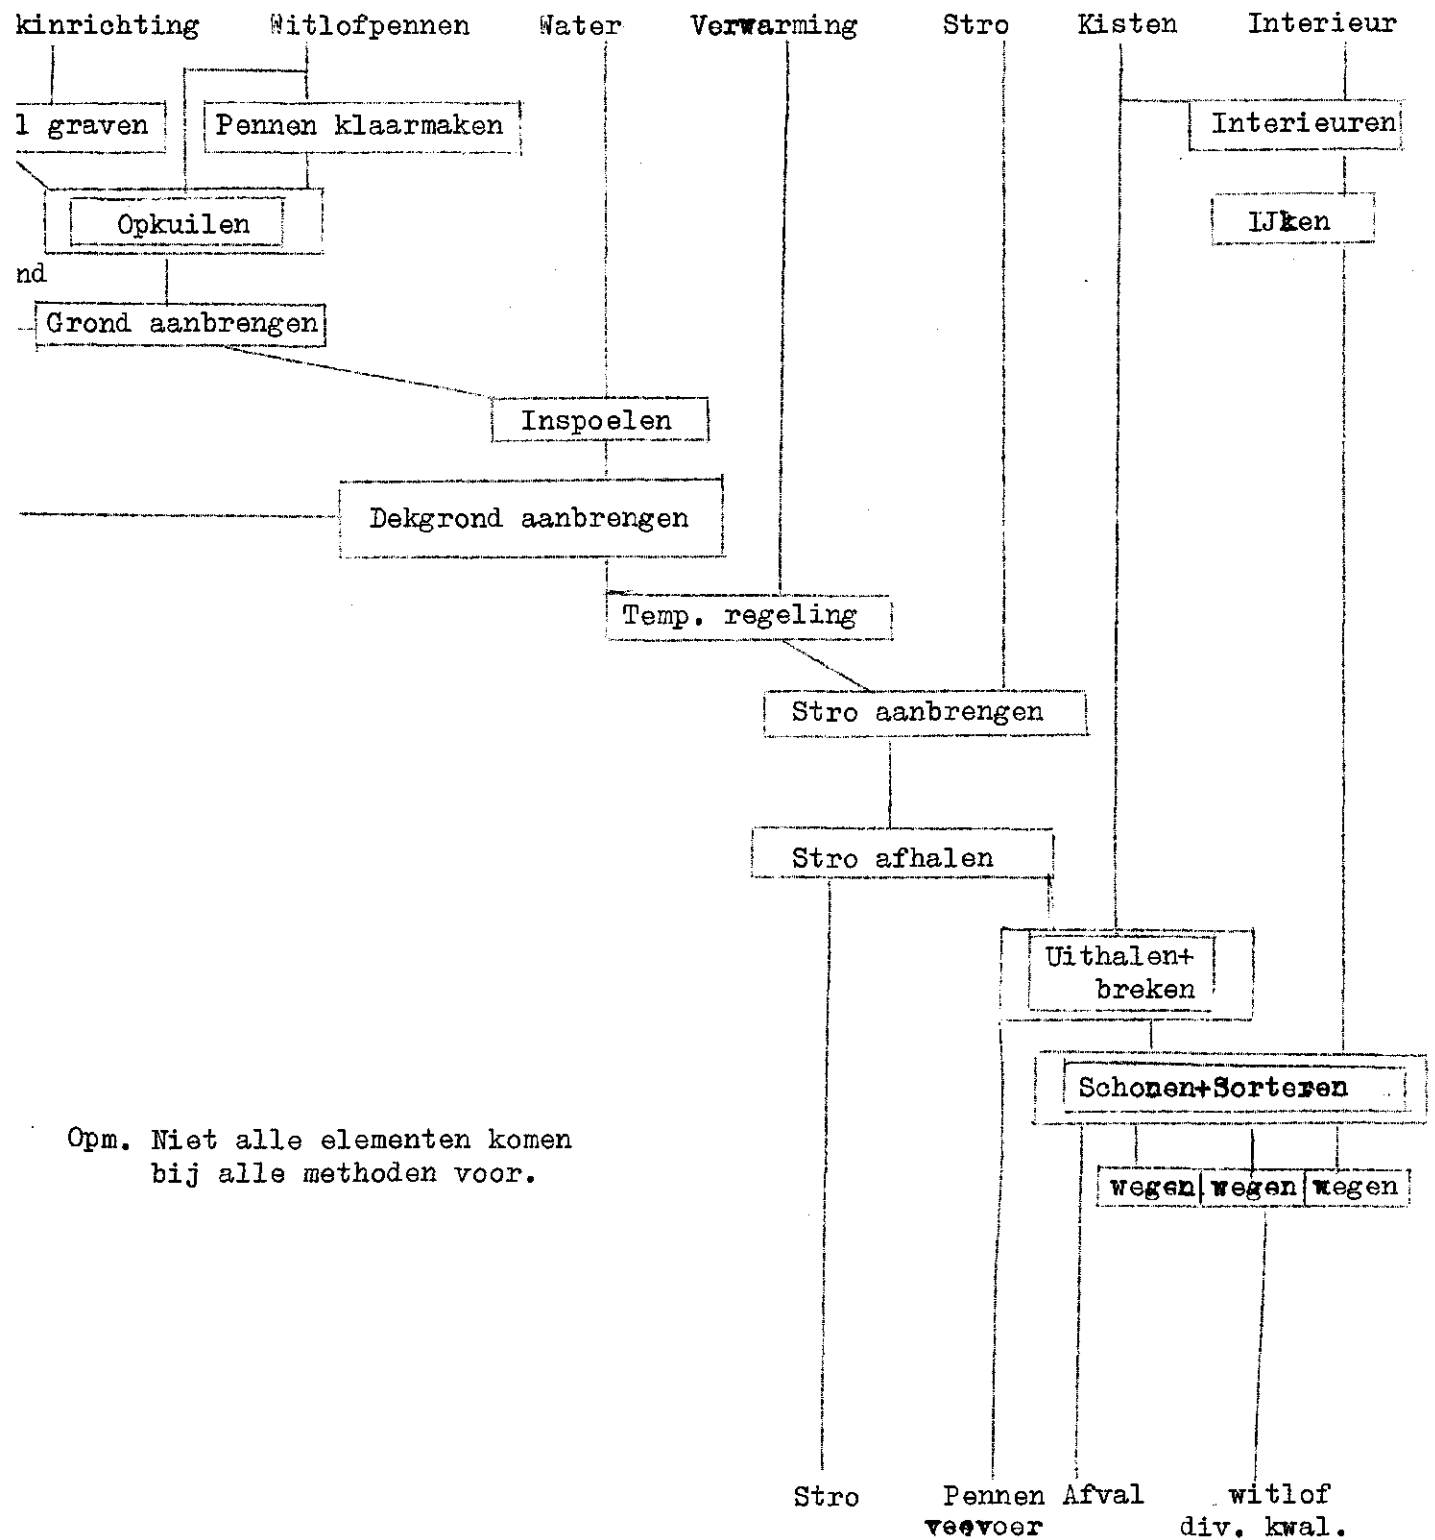 kinrichting Witlofpennen Water Verwarming Stro Kisten Interieur
l graven Pennen klaarmaken Interieuren
Opkuilen IJken
nd
Grond aanbrengen
Inspoelen
Dekgrond aanbrengen
Temp. regeling
Stro aanbrengen
Stro afhalen
Uithalen+
breken
Schonen+Sorteren
Opm. Niet alle elementen komen
bij alle methoden voor.
wegen wegen wegen
Stro Pennen Afval witlof
veevoer div. kwal.